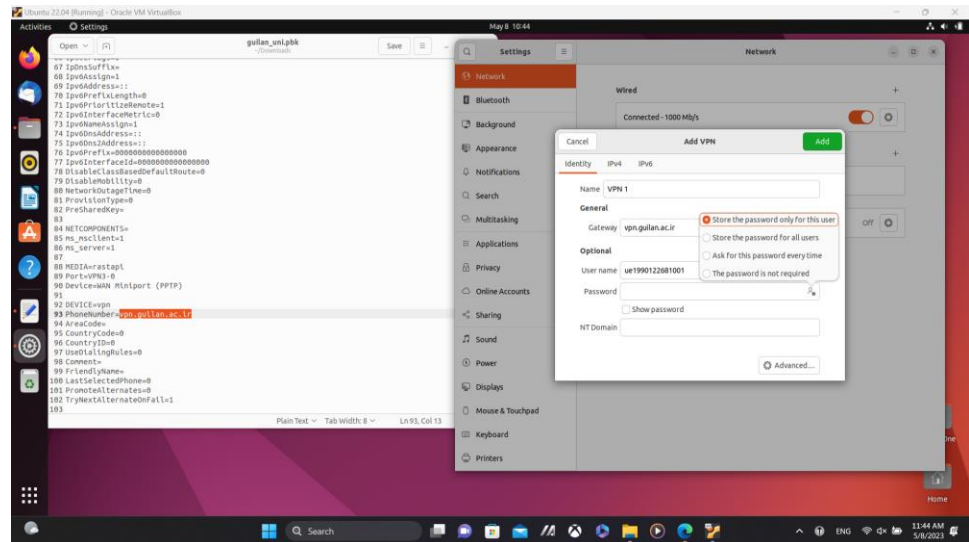 Ubuntu 22.04 [Running] - Oracle VM VirtualBox
Activities
Settings
May 8 10:44
Open
guilan_uni.pbk
~/Downloads
Save
67 IpDnsSuffix=
68 Ipv6Assign=1
69 Ipv6Address=::
70 Ipv6PrefixLength=0
71 Ipv6PrioritizeRemote=1
72 Ipv6InterfaceMetric=0
73 Ipv6NameAssign=1
74 Ipv6DnsAddress=::
75 Ipv6Dns2Address=::
76 Ipv6Prefix=0000000000000000
77 Ipv6InterfaceId=0000000000000000
78 DisableClassBasedDefaultRoute=0
79 DisableMobility=0
80 NetworkOutageTime=0
81 ProvisionType=0
82 PreSharedKey=
83
84 NETCOMPONENTS=
85 ms_msclient=1
86 ms_server=1
87
88 MEDIA=rastapi
89 Port=VPN3-0
90 Device=WAN Miniport (PPTP)
91
92 DEVICE=vpn
93 PhoneNumber=vpn.guilan.ac.ir
94 AreaCode=
95 CountryCode=0
96 CountryID=0
97 UseDialingRules=0
98 Comment=
99 FriendlyName=
100 LastSelectedPhone=0
101 PromoteAlternates=0
102 TryNextAlternateOnFail=1
103
Plain Text
Tab Width: 8
Ln 93, Col 13
Settings
Network
Bluetooth
Background
Appearance
Notifications
Search
Multitasking
Applications
Privacy
Online Accounts
Sharing
Sound
Power
Displays
Mouse & Touchpad
Keyboard
Printers
Network
Wired
Connected - 1000 Mb/s
Off
Cancel
Add VPN
Add
Identity
IPv4
IPv6
Name
VPN 1
General
Gateway
vpn.guilan.ac.ir
Optional
User name
ue1990122681001
Password
Show password
NT Domain
Advanced...
Store the password only for this user
Store the password for all users
Ask for this password every time
The password is not required
Home
Search
ENG
11:44 AM
5/8/2023